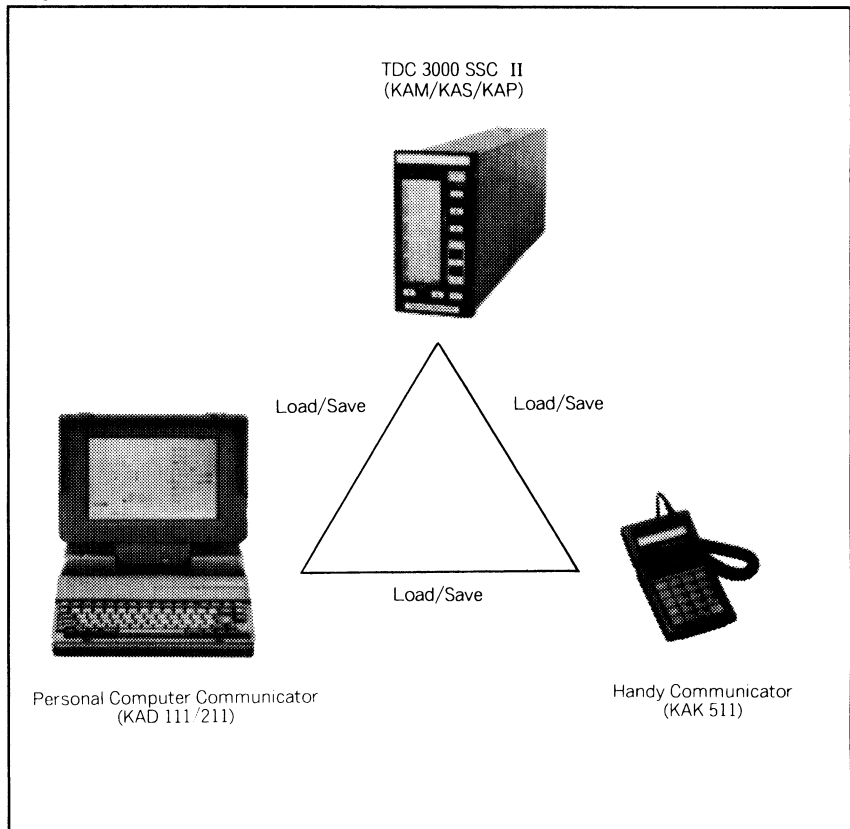 TDC 3000 SSC II
(KAM/KAS/KAP)
Load/Save
Load/Save
Load/Save
Personal Computer Communicator
(KAD 111/211)
Handy Communicator
(KAK 511)